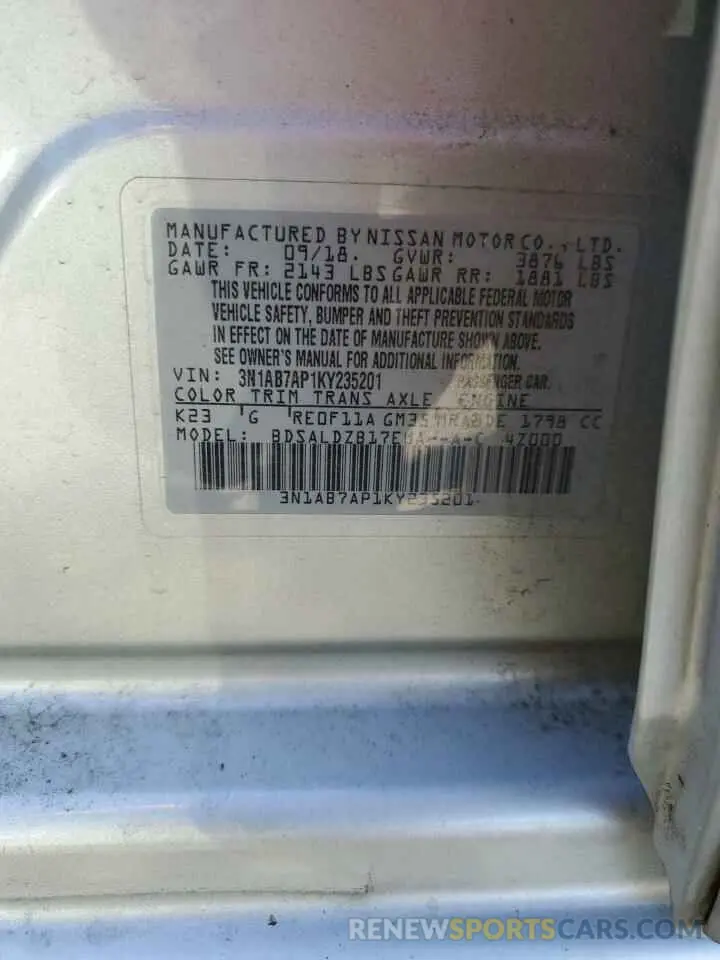 MANUFACTURED BY NISSAN MOTOR CO., LTD.
DATE: 09/18. GVWR: 3876 LBS
GAWR FR: 2143 LBS GAWR RR: 1881 LBS
THIS VEHICLE CONFORMS TO ALL APPLICABLE FEDERAL MOTOR
VEHICLE SAFETY, BUMPER AND THEFT PREVENTION STANDARDS
IN EFFECT ON THE DATE OF MANUFACTURE SHOWN ABOVE.
SEE OWNER'S MANUAL FOR ADDITIONAL INFORMATION.
VIN: 3N1AB7AP1KY235201 PASSENGER CAR.
COLOR TRIM TRANS AXLE ENGINE
K23 G RE0F11A GM35 MRA8DE 1798 CC
MODEL: 4Z000
3N1AB7AP1KY235201
RENEWSPORTSCARS.COM